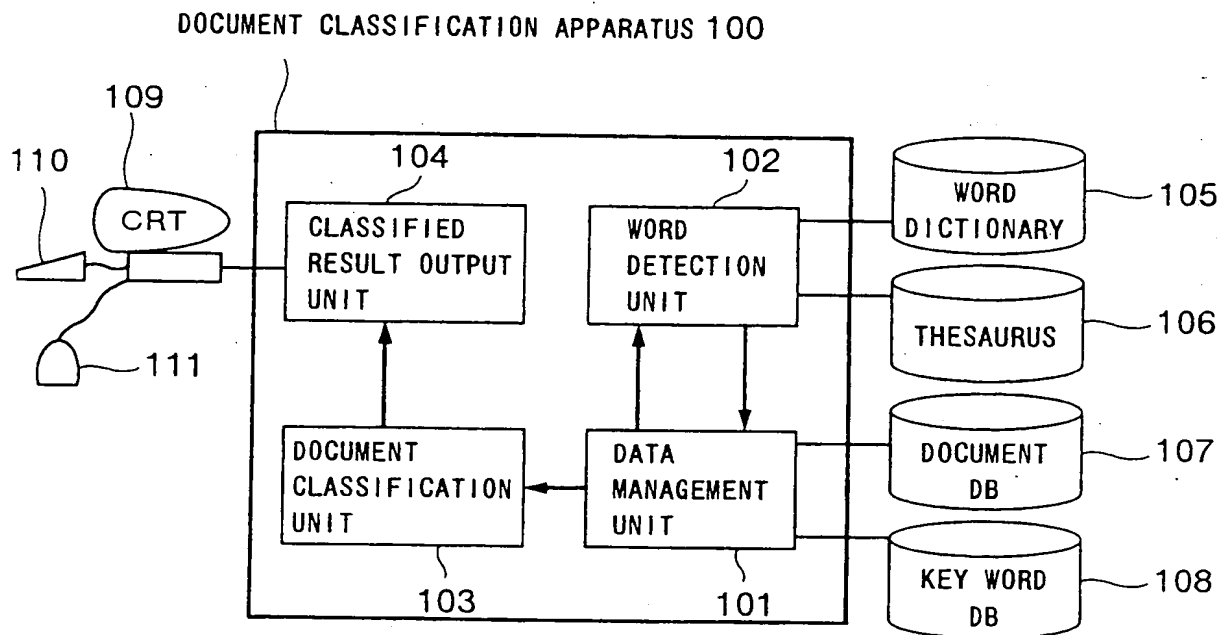 DOCUMENT CLASSIFICATION APPARATUS 100
109
110
CRT
111
104
CLASSIFIED
RESULT OUTPUT
UNIT
102
WORD
DETECTION
UNIT
WORD
DICTIONARY
105
THESAURUS
106
DOCUMENT
CLASSIFICATION
UNIT
103
DATA
MANAGEMENT
UNIT
101
DOCUMENT
DB
107
KEY WORD
DB
108